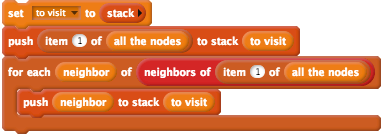 set to visit to stack
push item 1 of all the nodes to stack to visit
for each neighbor of neighbors of item 1 of all the nodes
push neighbor to stack to visit